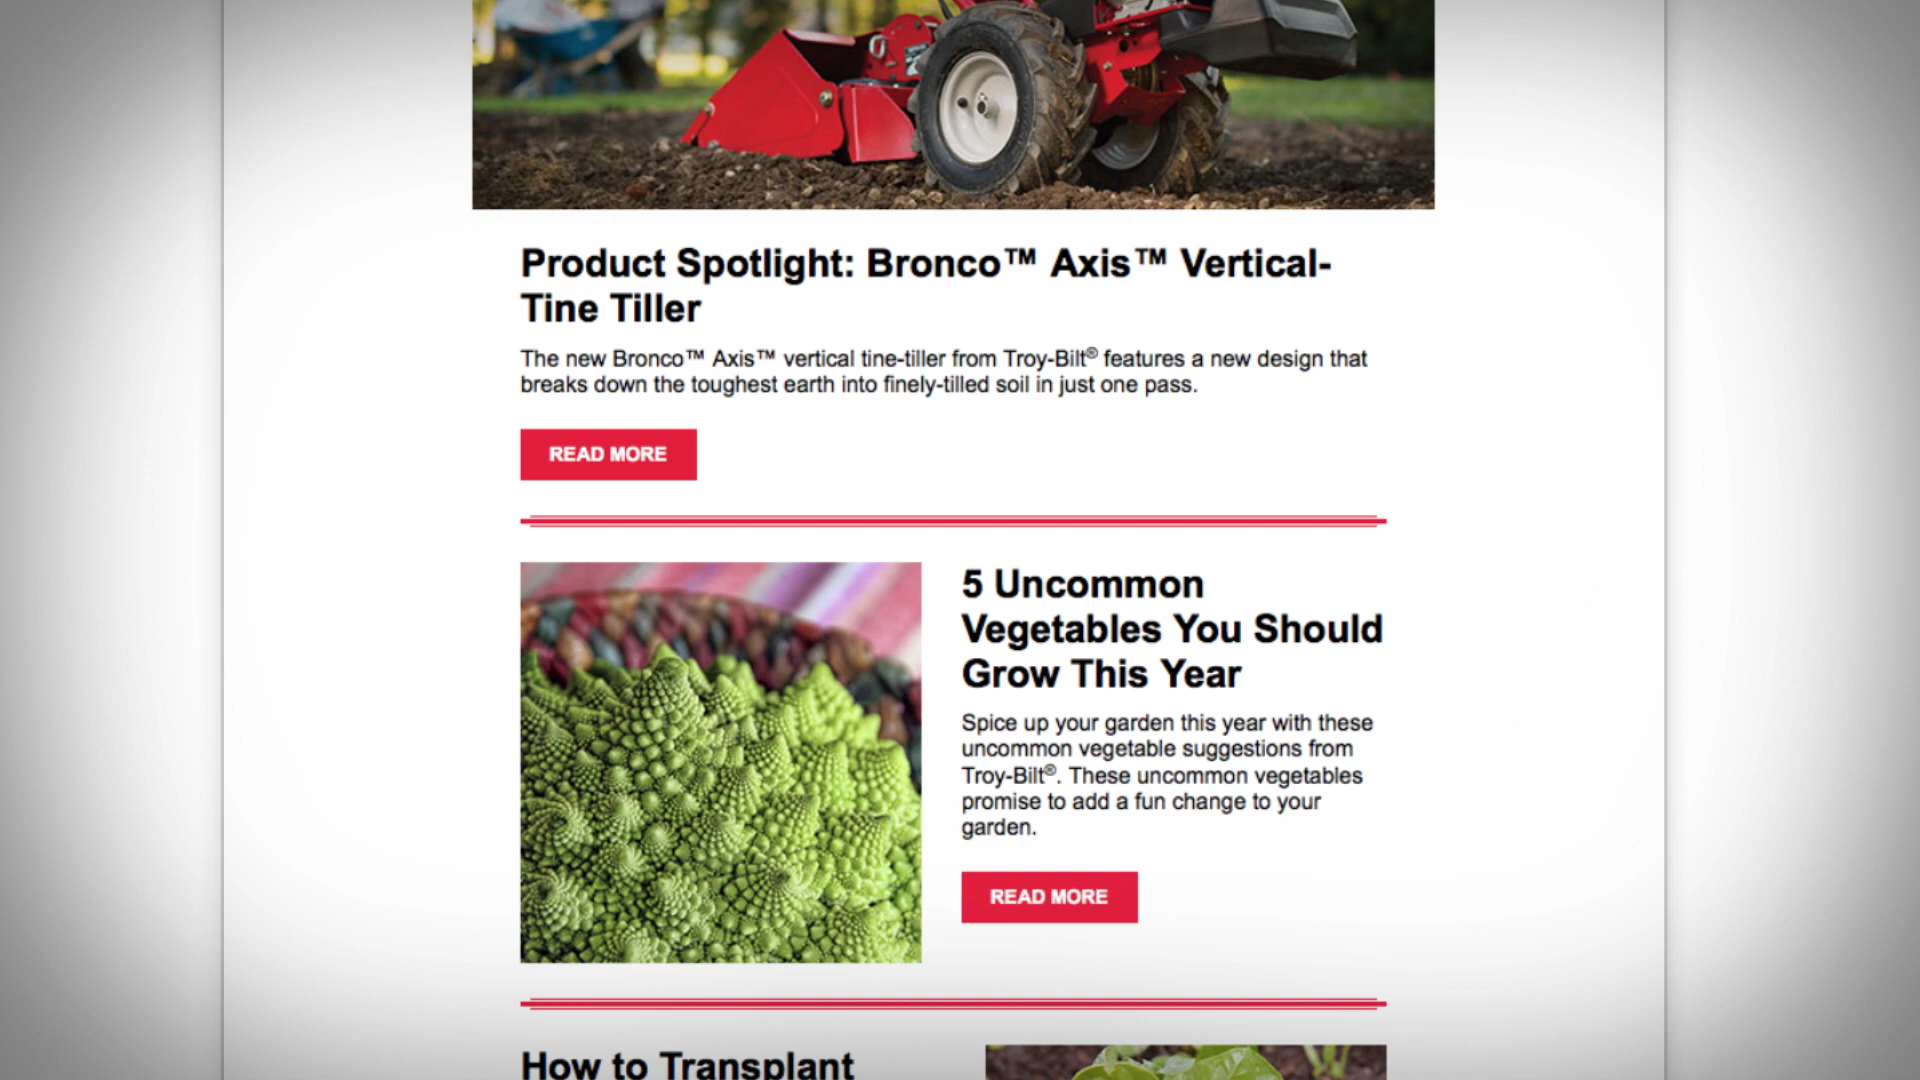 Product Spotlight: Bronco™ Axis™ Vertical-
Tine Tiller
The new Bronco™ Axis™ vertical tine-tiller from Troy-Bilt® features a new design that
breaks down the toughest earth into finely-tilled soil in just one pass.
READ MORE
5 Uncommon
Vegetables You Should
Grow This Year
Spice up your garden this year with these
uncommon vegetable suggestions from
Troy-Bilt®. These uncommon vegetables
promise to add a fun change to your
garden.
READ MORE
How to Transplant